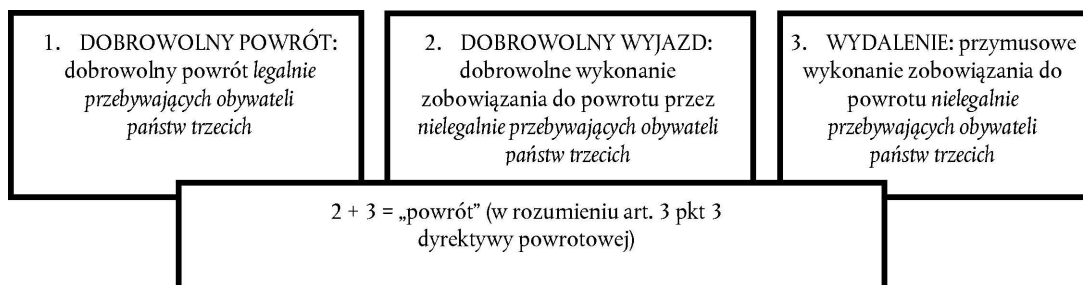 1. DOBROWOLNY POWRÓT:
dobrowolny powrót legalnie
przebywających obywateli
państw trzecich
2. DOBROWOLNY WYJAZD:
dobrowolne wykonanie
zobowiązania do powrotu przez
nielegalnie przebywających obywateli
państw trzecich
3. WYDALENIE: przymusowe
wykonanie zobowiązania do
powrotu nielegalnie
przebywających obywateli
państw trzecich
2 + 3 = „powrót” (w rozumieniu art. 3 pkt 3
dyrektywy powrotowej)